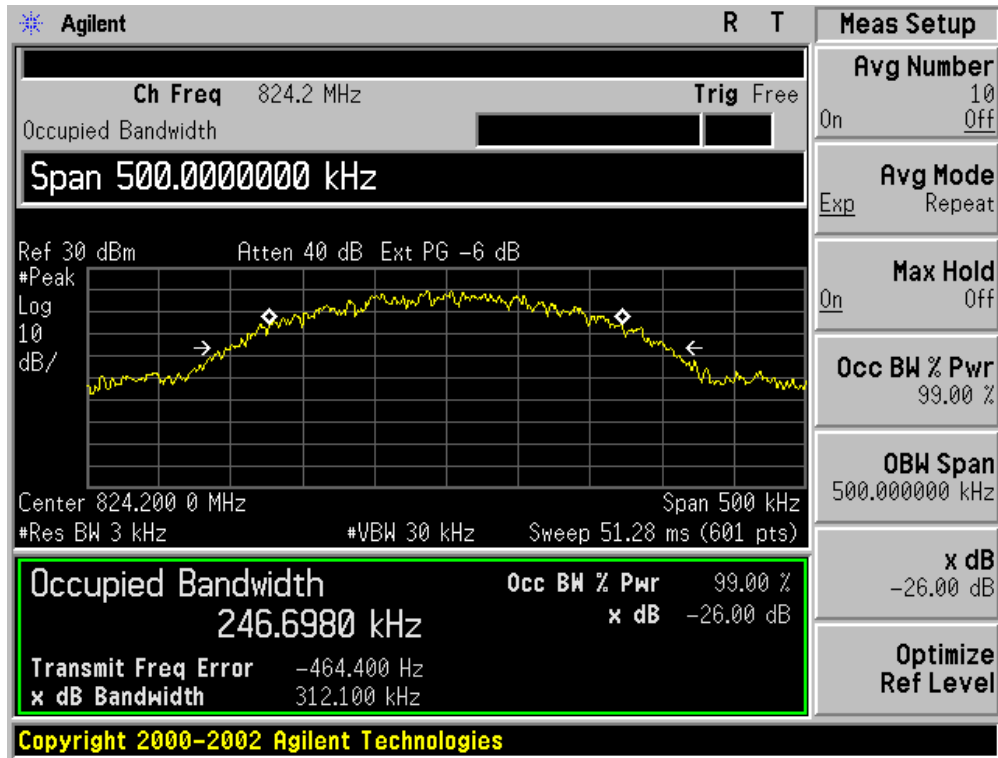 Agilent R T
Ch Freq 824.2 MHz Trig Free
Occupied Bandwidth
Span 500.0000000 kHz
Ref 30 dBm Atten 40 dB Ext PG -6 dB
#Peak
Log
10
dB/
Center 824.200 0 MHz Span 500 kHz
#Res BW 3 kHz #VBW 30 kHz Sweep 51.28 ms (601 pts)
Occupied Bandwidth Occ BW % Pwr 99.00 %
246.6980 kHz x dB -26.00 dB
Transmit Freq Error -464.400 Hz
x dB Bandwidth 312.100 kHz
Copyright 2000-2002 Agilent Technologies
Meas Setup
Avg Number
10
On Off
Avg Mode
Exp Repeat
Max Hold
On Off
Occ BW % Pwr
99.00 %
OBW Span
500.000000 kHz
x dB
-26.00 dB
Optimize
Ref Level